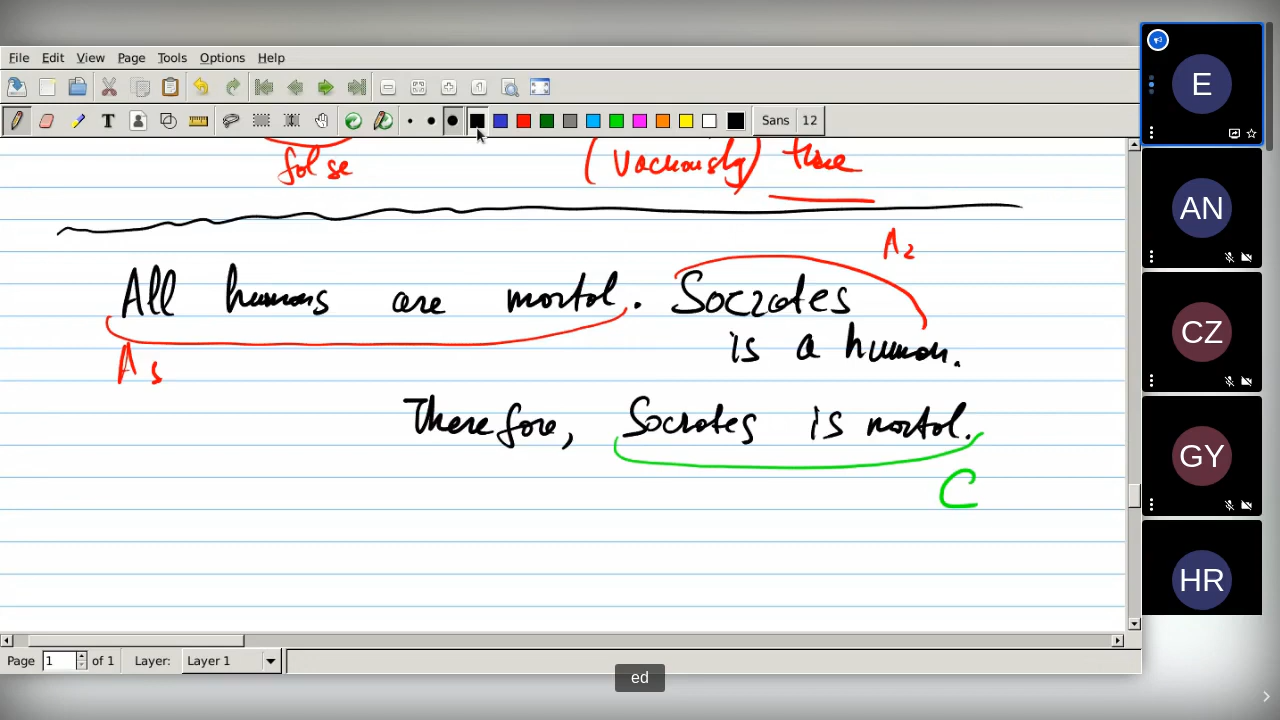 File Edit View Page Tools Options Help
Sans 12
false (Vacuously) true
A2
All humans are mortal. Socrates
is a human.
A1
Therefore, Socrates is mortal.
C
Page 1 of 1 Layer: Layer 1
ed
E
AN
CZ
GY
HR